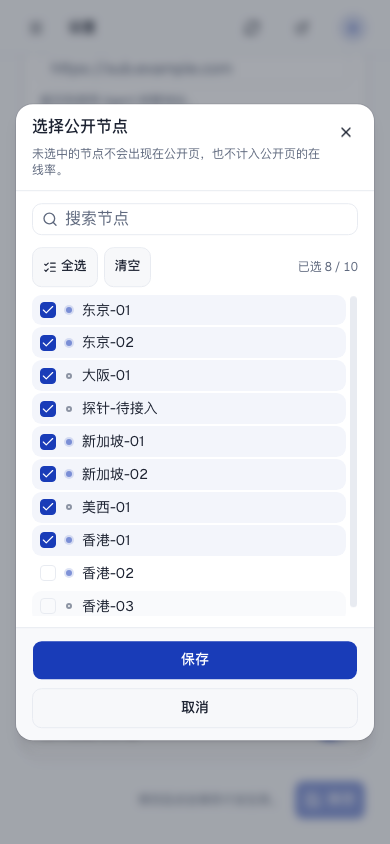 选择公开节点
未选中的节点不会出现在公开页，也不计入公开页的在
线率。
搜索节点
全选
清空
已选 8 / 10
东京-01
东京-02
大阪-01
探针-待接入
新加坡-01
新加坡-02
美西-01
香港-01
香港-02
香港-03
保存
取消